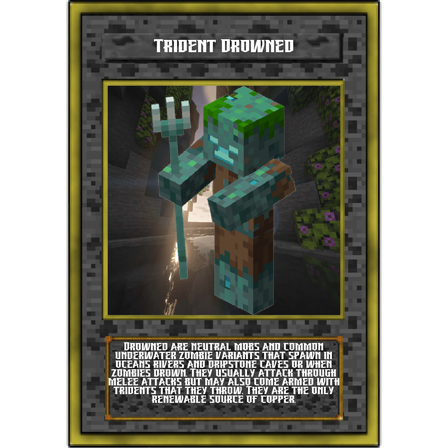 Trident Drowned
Drowned are neutral mobs and common
underwater zombie variants that spawn in
oceans rivers and dripstone caves or when
zombies drown. They usually attack through
melee attacks but may also come armed with
tridents that they throw. They are the only
renewable source of copper.